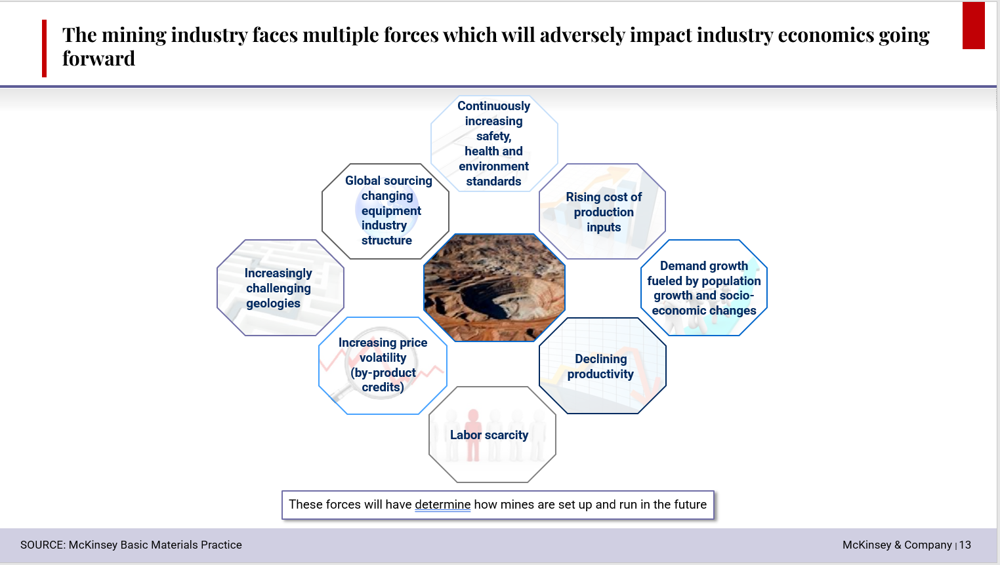 The mining industry faces multiple forces which will adversely impact industry economics going
forward
Continuously
increasing
safety,
health and
environment
standards
Global sourcing
changing
equipment
industry
structure
Rising cost of
production
inputs
Increasingly
challenging
geologies
Demand growth
fueled by population
growth and socio-
economic changes
Increasing price
volatility
(by-product
credits)
Declining
productivity
Labor scarcity
These forces will have determine how mines are set up and run in the future
SOURCE: McKinsey Basic Materials Practice
McKinsey & Company | 13